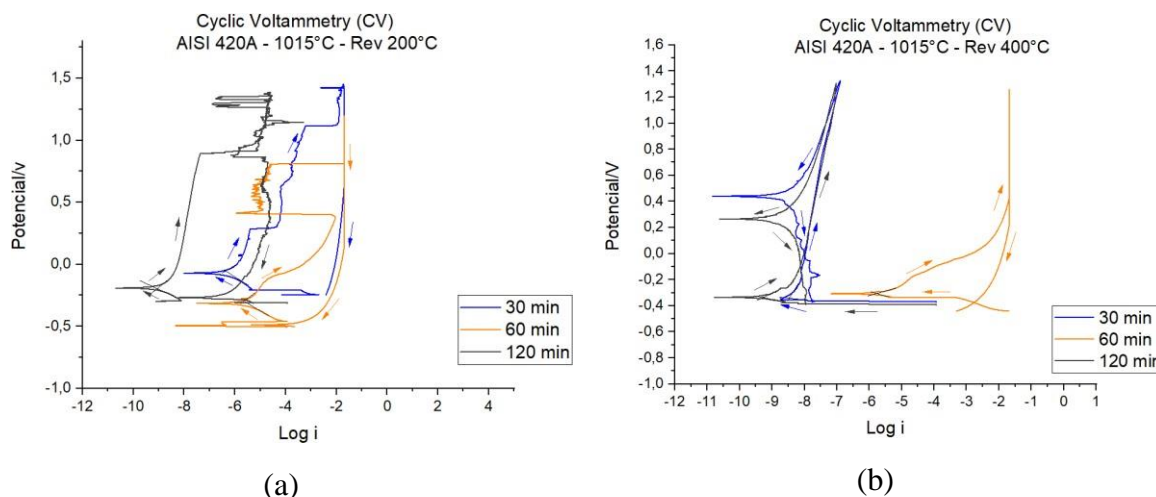 Cyclic Voltammetry (CV)
AISI 420A - 1015°C - Rev 200°C
1,5
1,0
0,5
0,0
-0,5
1,0
Potencial/v
-12 -10 -8 -6 -4 -2 0 2 4
Log i
30 min
60 min
120 min
(a)
Cyclic Voltammetry (CV)
AISI 420A - 1015°C - Rev 400°C
1,6
1,4
1,2
1,0
0,8
0,6
0,4
0,2
0,0
-0,2
-0,4
0,6
0,8
1,0
Potencial/V
-12 -11 -10 -9 -8 -7 -6 -5 -4 -3 -2 -1 0 1
Log i
30 min
60 min
120 min
(b)